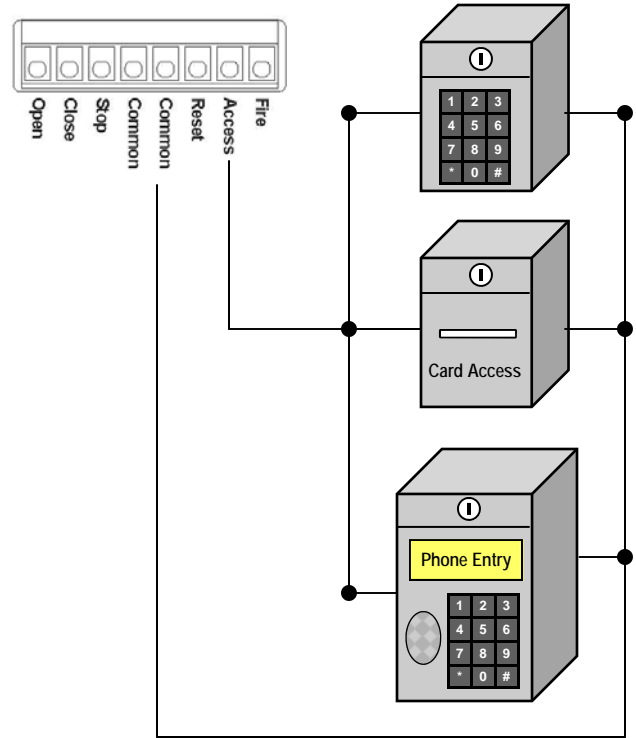 Open
Close
Stop
Common
Common
Reset
Access
Fire
1 2 3
4 5 6
7 8 9
* 0 #
Card Access
Phone Entry
1 2 3
4 5 6
7 8 9
* 0 #